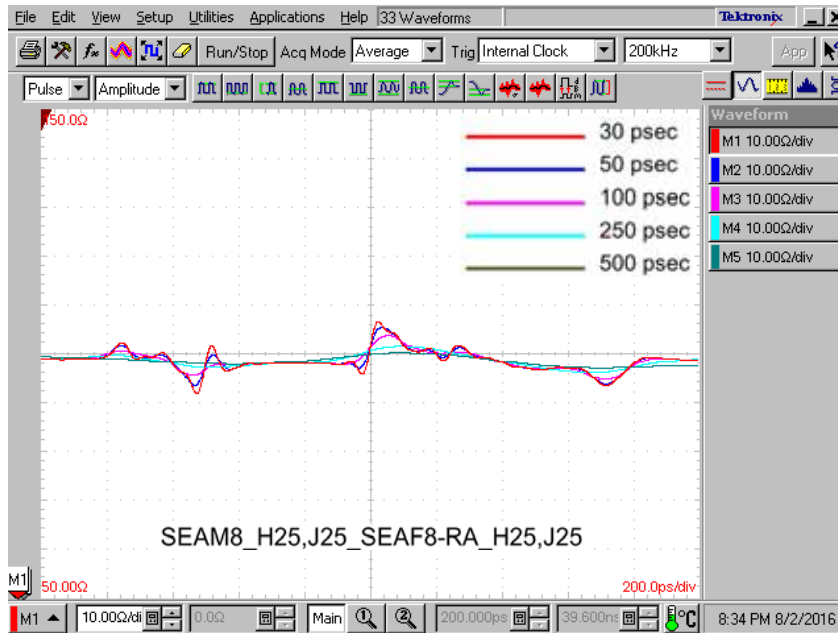 File Edit View Setup Utilities Applications Help 33 Waveforms Tektronix
Run/Stop Acq Mode Average Trig Internal Clock 200kHz App
Pulse Amplitude
Waveform
M1 10.00Ω/div
M2 10.00Ω/div
M3 10.00Ω/div
M4 10.00Ω/div
M5 10.00Ω/div
30 psec
50 psec
100 psec
250 psec
500 psec
SEAM8_H25,J25_SEAF8-RA_H25,J25
M1
50.00Ω 200.0ps/div
M1 10.00Ω/di 0.0Ω Main 200.000ps 39.600ns °C 8:34 PM 8/2/2016